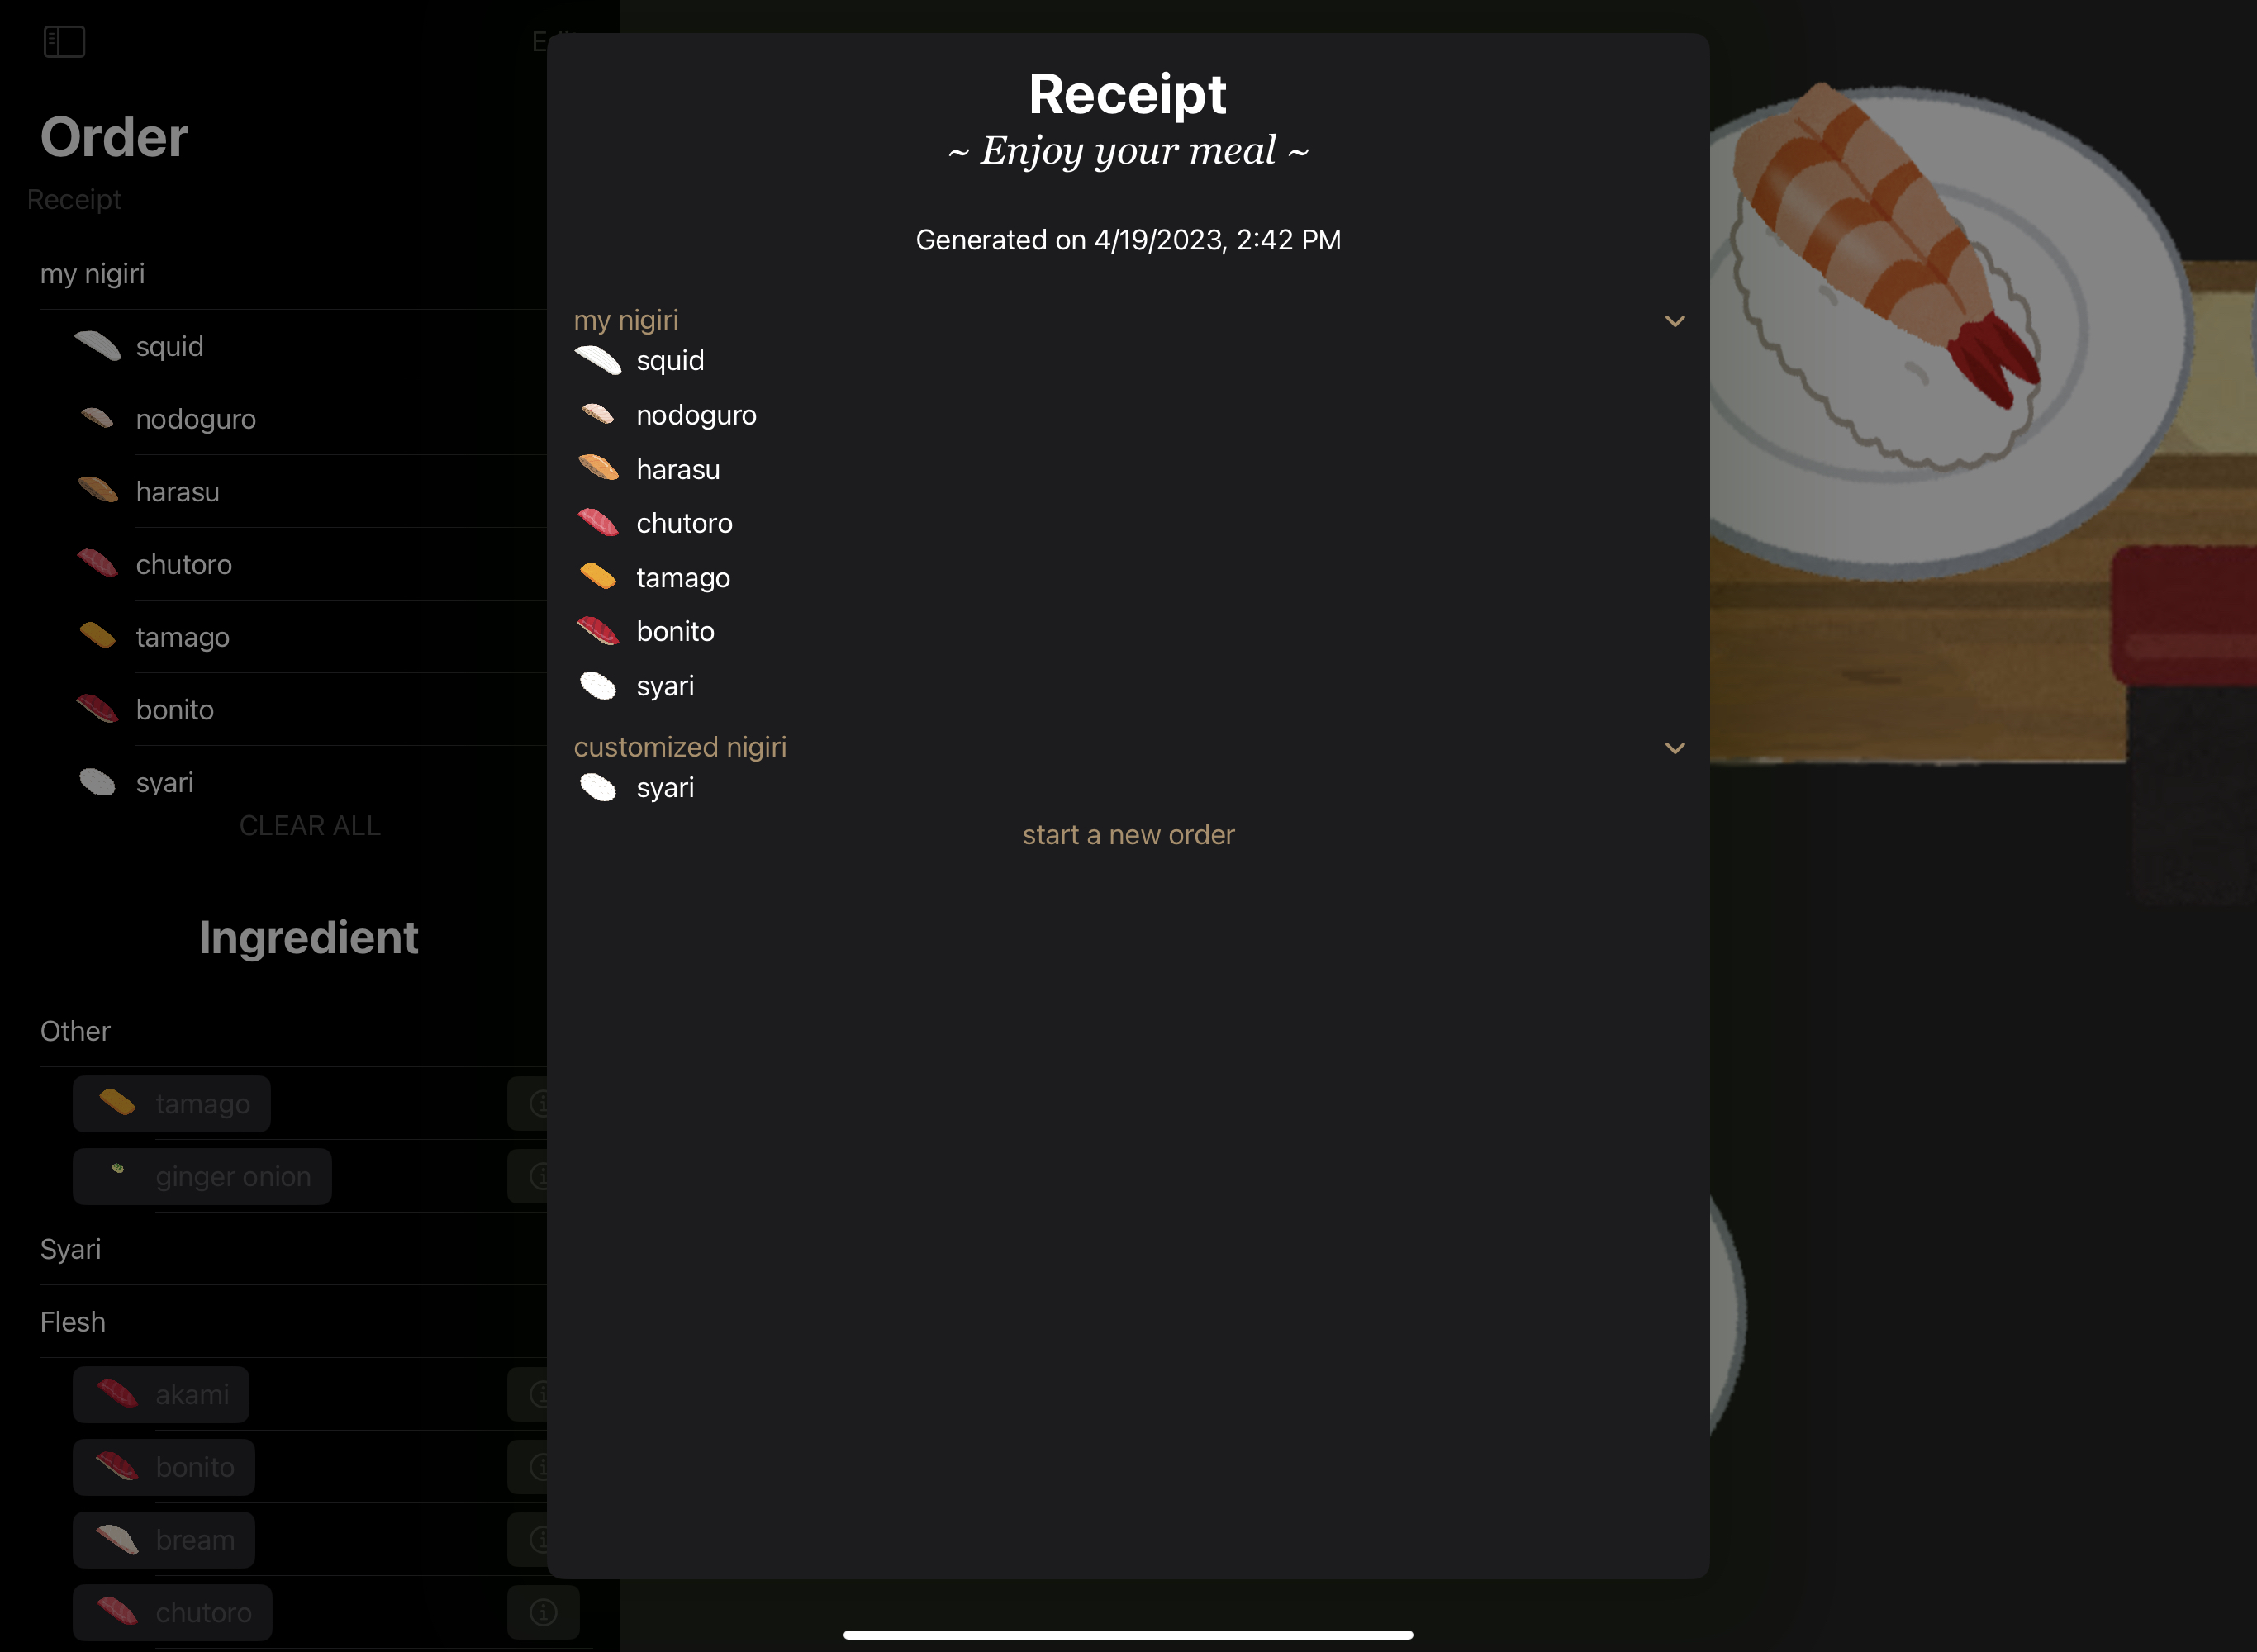 Order
Receipt
my nigiri
squid
nodoguro
harasu
chutoro
tamago
bonito
syari
CLEAR ALL
Ingredient
Other
tamago
ginger onion
Syari
Flesh
akami
bonito
bream
chutoro
Receipt
~ Enjoy your meal ~
Generated on 4/19/2023, 2:42 PM
my nigiri
squid
nodoguro
harasu
chutoro
tamago
bonito
syari
customized nigiri
syari
start a new order